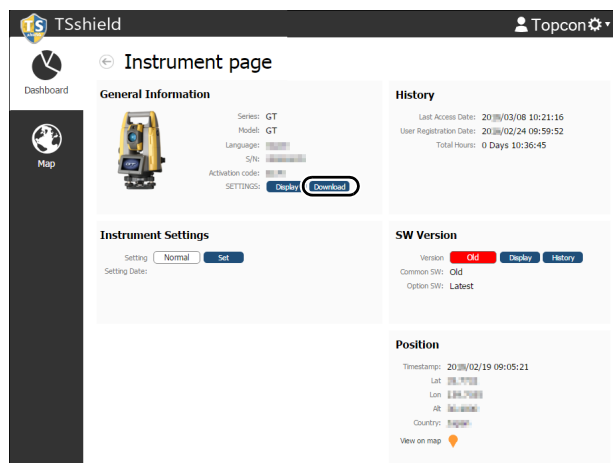 TS
TSshield
Topcon
Dashboard
Map
Instrument page
General Information
Series: GT
Model: GT
Language:
S/N:
Activation code:
SETTINGS: Display Download
History
Last Access Date: 20 /03/08 10:21:16
User Registration Date: 20 /02/24 09:59:52
Total Hours: 0 Days 10:36:45
Instrument Settings
Setting Normal Set
Setting Date:
SW Version
Version Old Display History
Common SW: Old
Option SW: Latest
Position
Timestamp: 20 /02/19 09:05:21
Lat
Lon
Alt
Country:
View on map